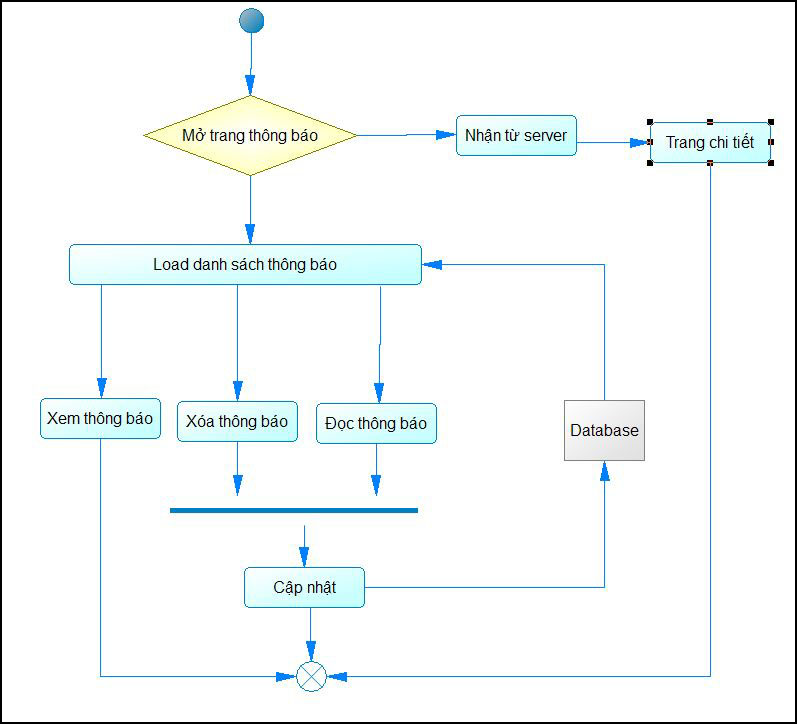 Mở trang thông báo
Nhận từ server
Trang chi tiết
Load danh sách thông báo
Xem thông báo
Xóa thông báo
Đọc thông báo
Database
Cập nhật